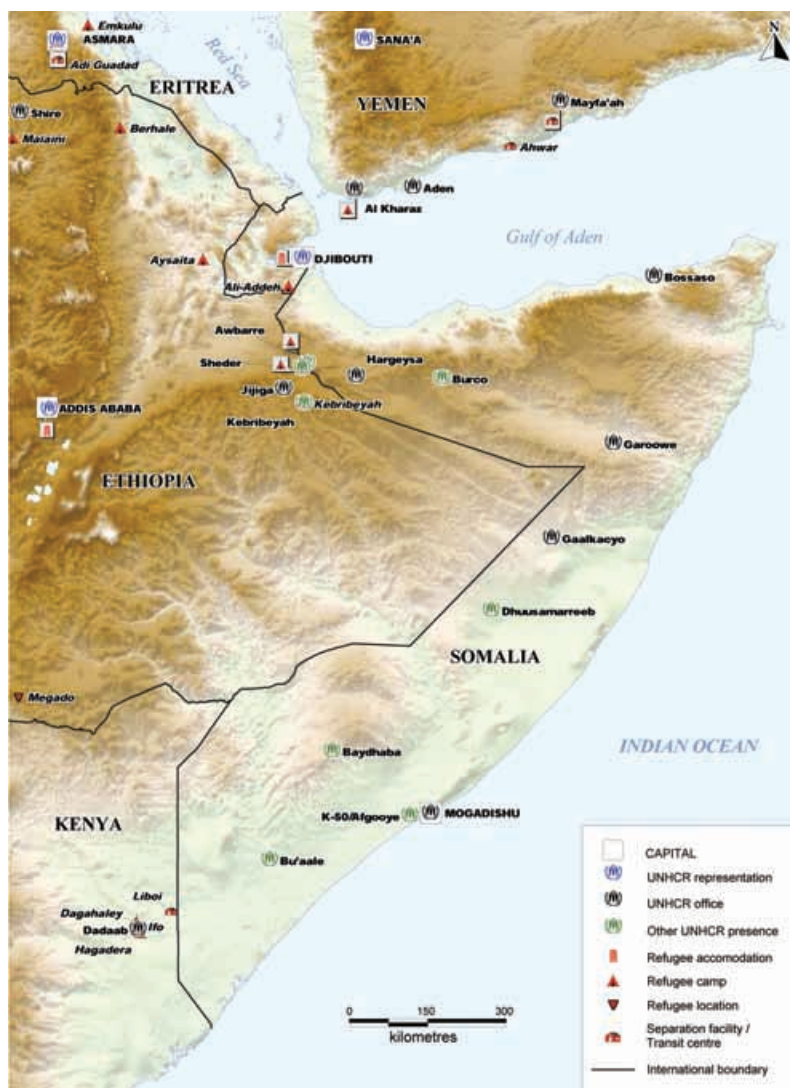 Emkulu
ASMARA
Adi Guadad
Red Sea
SANA'A
N
ERITREA
YEMEN
Mayfa'ah
Shire
Berhale
Maiaini
Ahwar
Aden
Al Kharaz
Gulf of Aden
Aysaita
DJIBOUTI
Ali-Addeh
Bossaso
Awbarre
Sheder
Hargeysa
Jijiga
Burco
Kebribeyah
Kebribeyah
ADDIS ABABA
Garoowe
ETHIOPIA
Gaalkacyo
Dhuusamarreeb
SOMALIA
Megado
Baydhaba
INDIAN OCEAN
K-50/Afgooye
MOGADISHU
KENYA
Bu'aale
Liboi
Dagahaley
Dadaab
Ifo
Hagadera
0 150 300
kilometres
CAPITAL
UNHCR representation
UNHCR office
Other UNHCR presence
Refugee accomodation
Refugee camp
Refugee location
Separation facility /
Transit centre
International boundary